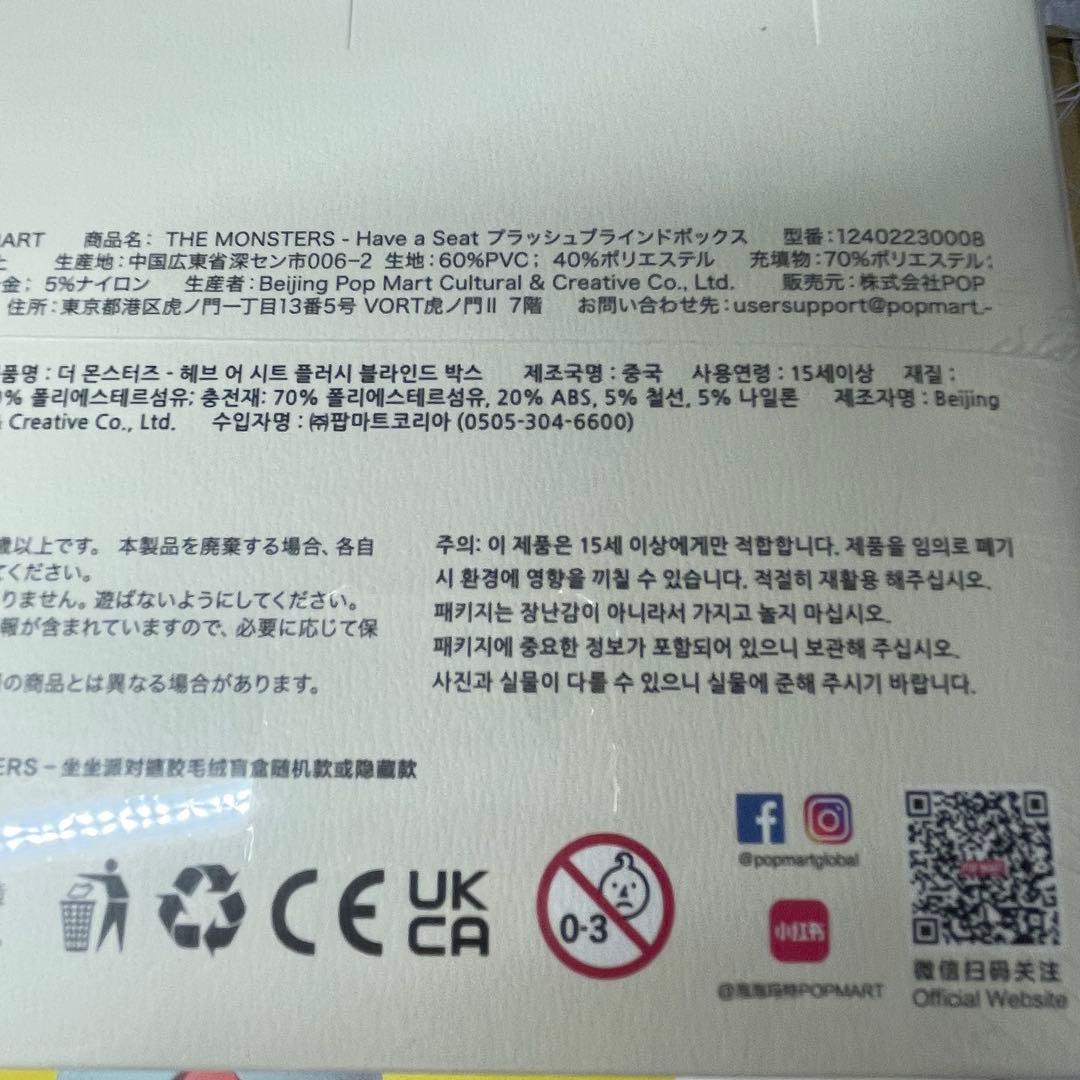 MART 商品名: THE MONSTERS - Have a Seat プラッシュブラインドボックス 型番:12402230008
生産地:中国広東省深セン市006-2 生地:60%PVC; 40%ポリエステル 充填物:70%ポリエステル;
金; 5%ナイロン 生産者:Beijing Pop Mart Cultural & Creative Co., Ltd. 販売元:株式会社POP
住所:東京都港区虎ノ門一丁目13番5号 VORT虎ノ門II 7階 お問い合わせ先:usersupport@popmart.-
품명 : 더 몬스터즈 - 헤브 어 시트 플러시 블라인드 박스 제조국명 : 중국 사용연령 : 15세이상 재질 :
% 폴리에스테르섬유; 충전재: 70% 폴리에스테르섬유, 20% ABS, 5% 철선, 5% 나일론 제조자명 : Beijing
& Creative Co., Ltd. 수입자명 : ㈜팝마트코리아 (0505-304-6600)
歳以上です。本製品を廃棄する場合、各自
てください。
りません。遊ばないようにしてください。
報が含まれていますので、必要に応じて保
の商品とは異なる場合があります。
주의: 이 제품은 15세 이상에게만 적합합니다. 제품을 임의로 폐기
시 환경에 영향을 끼칠 수 있습니다. 적절히 재활용 해주십시오.
패키지는 장난감이 아니라서 가지고 놀지 마십시오.
패키지에 중요한 정보가 포함되어 있으니 보관해 주십시오.
사진과 실물이 다를 수 있으니 실물에 준해 주시기 바랍니다.
ERS - 坐坐派对搪胶毛绒盲盒随机款或隐藏款
CE
UK
CA
0-3
@popmartglobal
小红书
@泡泡玛特POPMART
微信扫码关注
Official Website